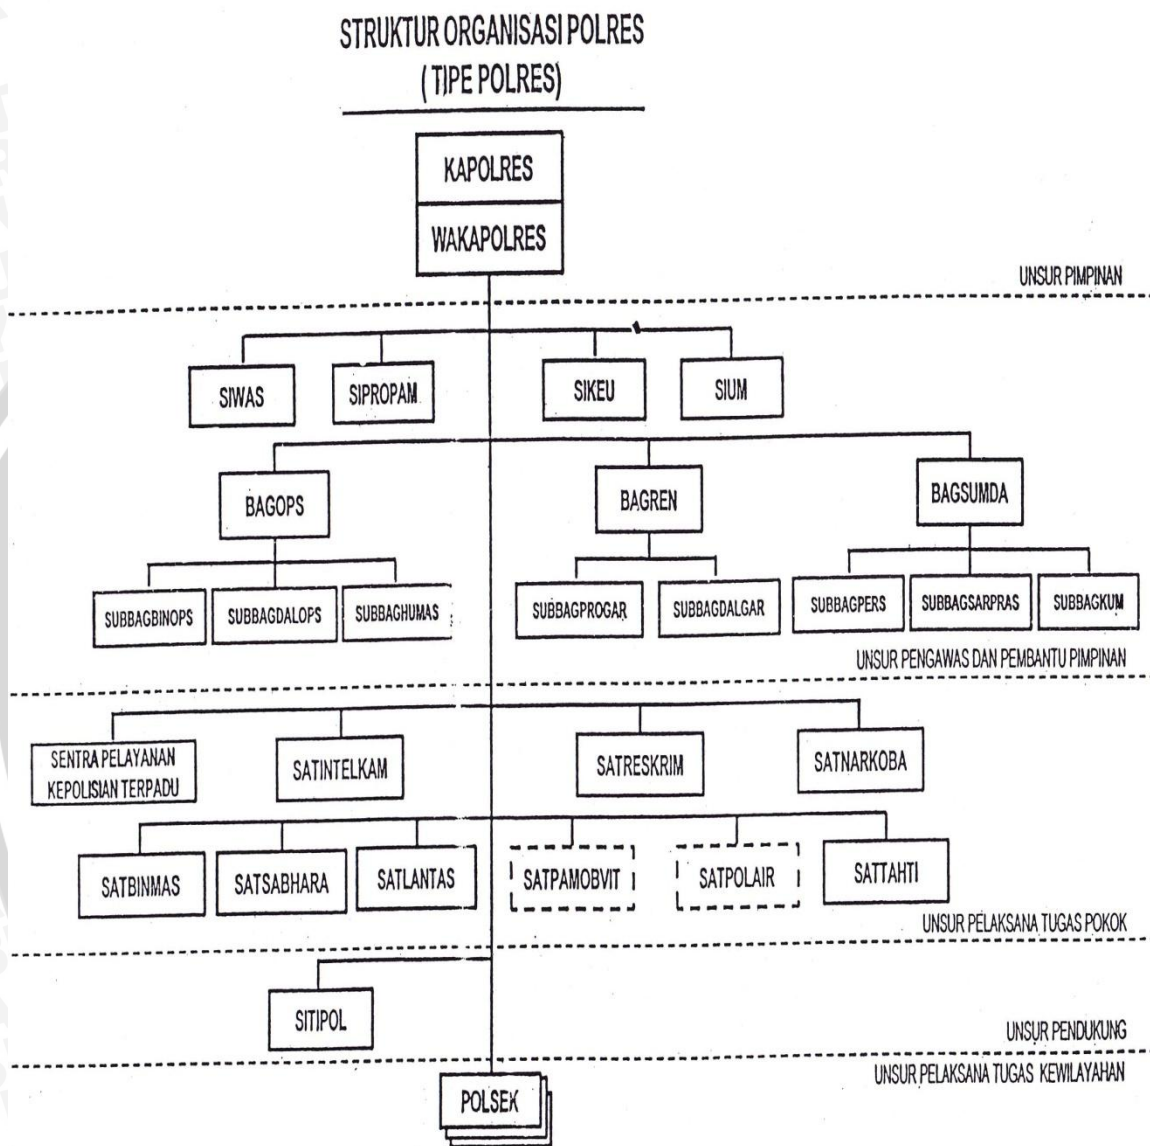 STRUKTUR ORGANISASI POLRES
( TIPE POLRES)
KAPOLRES
WAKAPOLRES
UNSUR PIMPINAN
SIWAS
SIPROPAM
SIKEU
SIUM
BAGOPS
BAGREN
BAGSUMDA
SUBBAGBINOPS
SUBBAGDALOPS
SUBBAGHUMAS
SUBBAGPROGAR
SUBBAGDALGAR
SUBBAGPERS
SUBBAGSARPRAS
SUBBAGKUM
UNSUR PENGAWAS DAN PEMBANTU PIMPINAN
SENTRA PELAYANAN
KEPOLISIAN TERPADU
SATINTELKAM
SATRESKRIM
SATNARKOBA
SATBINMAS
SATSABHARA
SATLANTAS
SATPAMOBVIT
SATPOLAIR
SATTAHTI
UNSUR PELAKSANA TUGAS POKOK
SITIPOL
UNSUR PENDUKUNG
UNSUR PELAKSANA TUGAS KEWILAYAHAN
POLSEK